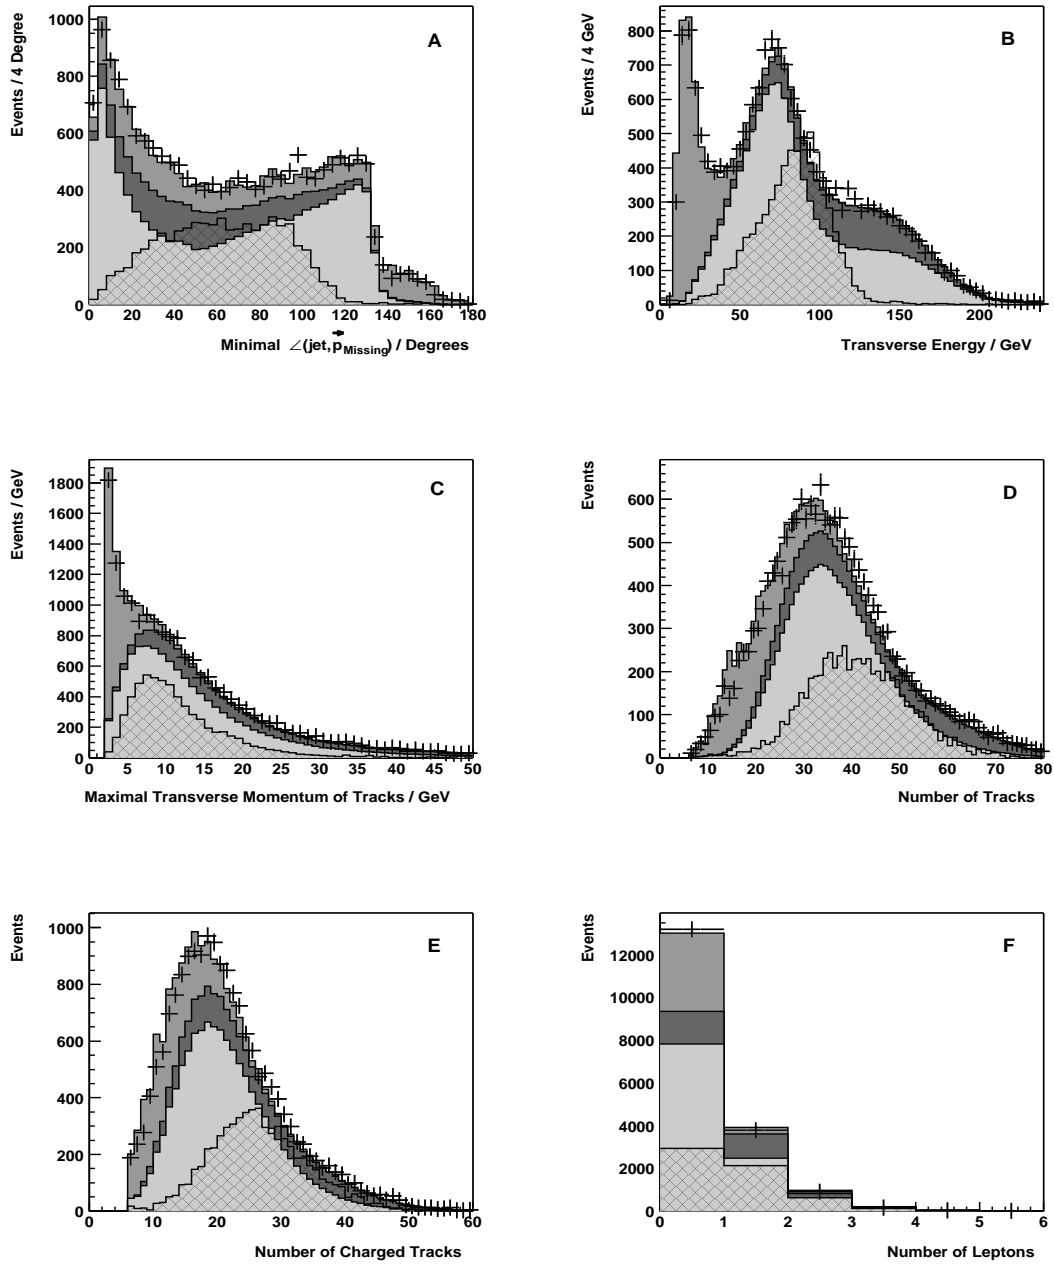 A
Events / 4 Degree
1000
800
600
400
200
0
0 20 40 60 80 100 120 140 160 180
Minimal ∠(jet,p⃗Missing) / Degrees
B
Events / 4 GeV
800
700
600
500
400
300
200
100
0
0 50 100 150 200
Transverse Energy / GeV
C
Events / GeV
1800
1600
1400
1200
1000
800
600
400
200
0
0 5 10 15 20 25 30 35 40 45 50
Maximal Transverse Momentum of Tracks / GeV
D
Events
600
500
400
300
200
100
0
0 10 20 30 40 50 60 70 80
Number of Tracks
E
Events
1000
800
600
400
200
0
0 10 20 30 40 50 60
Number of Charged Tracks
F
Events
12000
10000
8000
6000
4000
2000
0
0 1 2 3 4 5 6
Number of Leptons